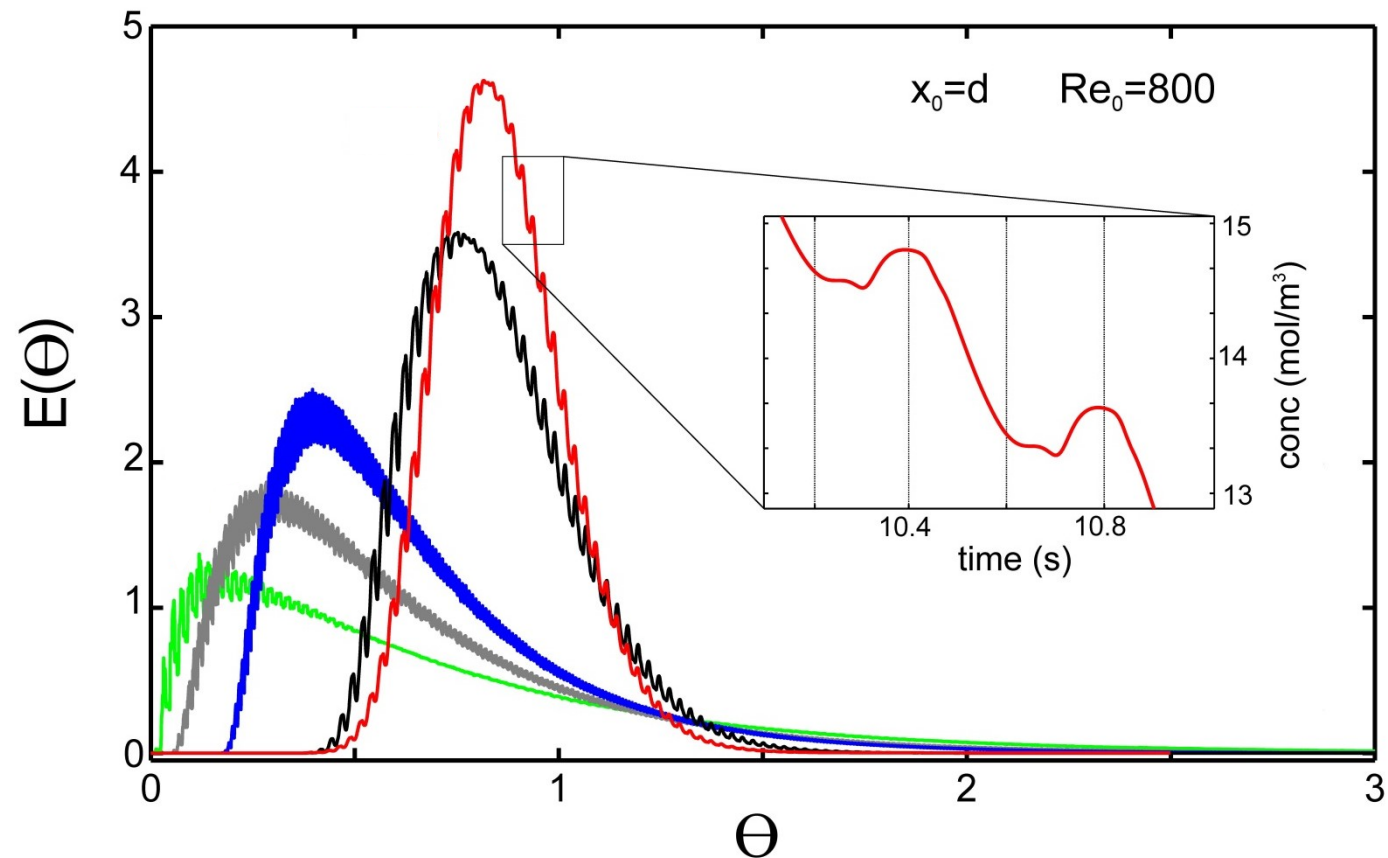 5
x₀=d Re₀=800
4
15
14
13
conc (mol/m³)
10.4 10.8
time (s)
3
2
1
0
E(Θ)
0 1 2 3
Θ